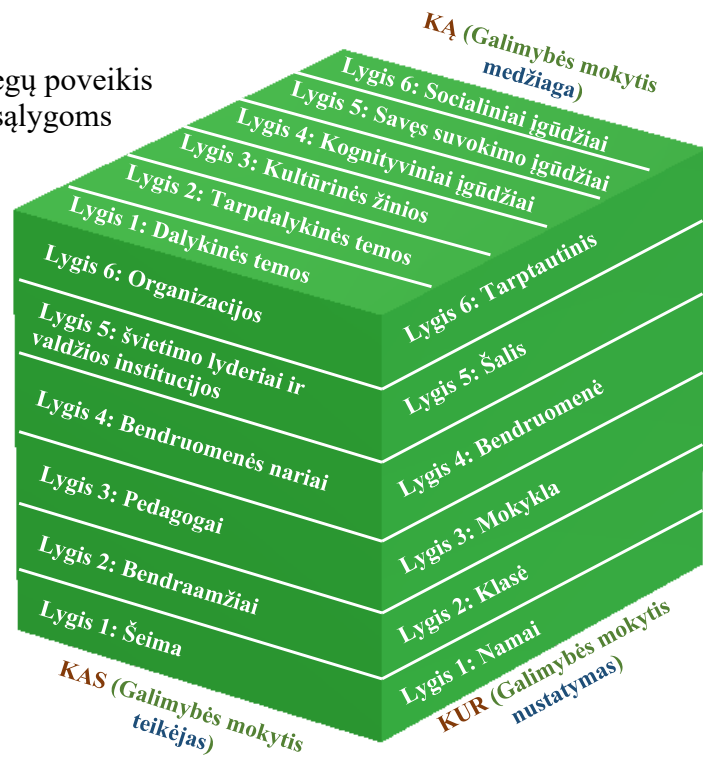 KĄ (Galimybės mokytis
medžiaga)
poveikis
sąlygoms
Lygis 6: Socialiniai įgūdžiai
Lygis 5: Savęs suvokimo įgūdžiai
Lygis 4: Kognityviniai įgūdžiai
Lygis 3: Kultūrinės žinios
Lygis 2: Tarpdalykinės temos
Lygis 1: Dalykinės temos
Lygis 6: Organizacijos
Lygis 5: švietimo lyderiai ir
valdžios institucijos
Lygis 4: Bendruomenės nariai
Lygis 3: Pedagogai
Lygis 2: Bendraamžiai
Lygis 1: Šeima
KAS (Galimybės mokytis
teikėjas)
Lygis 6: Tarptautinis
Lygis 5: Šalis
Lygis 4: Bendruomenė
Lygis 3: Mokykla
Lygis 2: Klasė
Lygis 1: Namai
KUR (Galimybės mokytis
nustatymas)